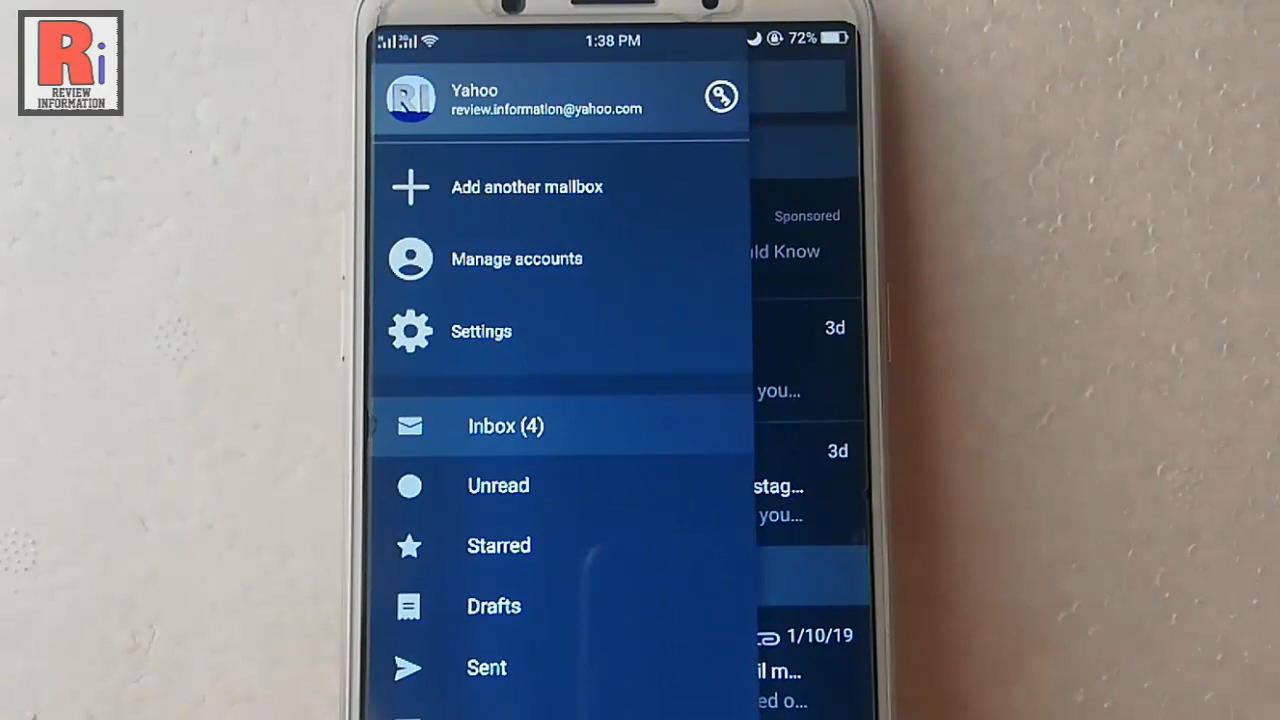 Ri
REVIEW
INFORMATION
1:38 PM
72%
RI
Yahoo
review.information@yahoo.com
Add another mailbox
Manage accounts
Settings
Inbox (4)
Unread
Starred
Drafts
Sent
Sponsored
Know
3d
you...
3d
stag...
you...
1/10/19
il m...
ed o...